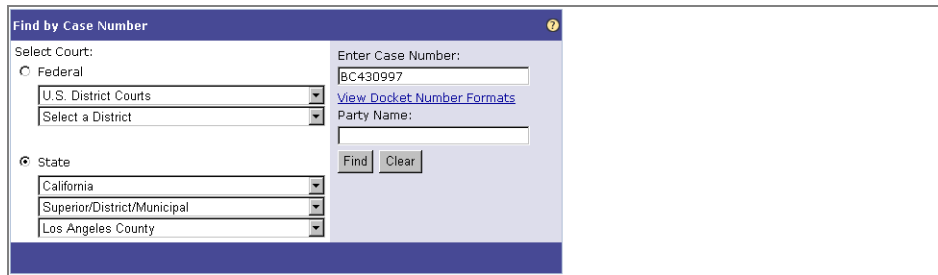 Find by Case Number ?
Select Court:
Federal
U.S. District Courts
Select a District
State
California
Superior/District/Municipal
Los Angeles County
Enter Case Number:
BC430997
View Docket Number Formats
Party Name:
Find Clear